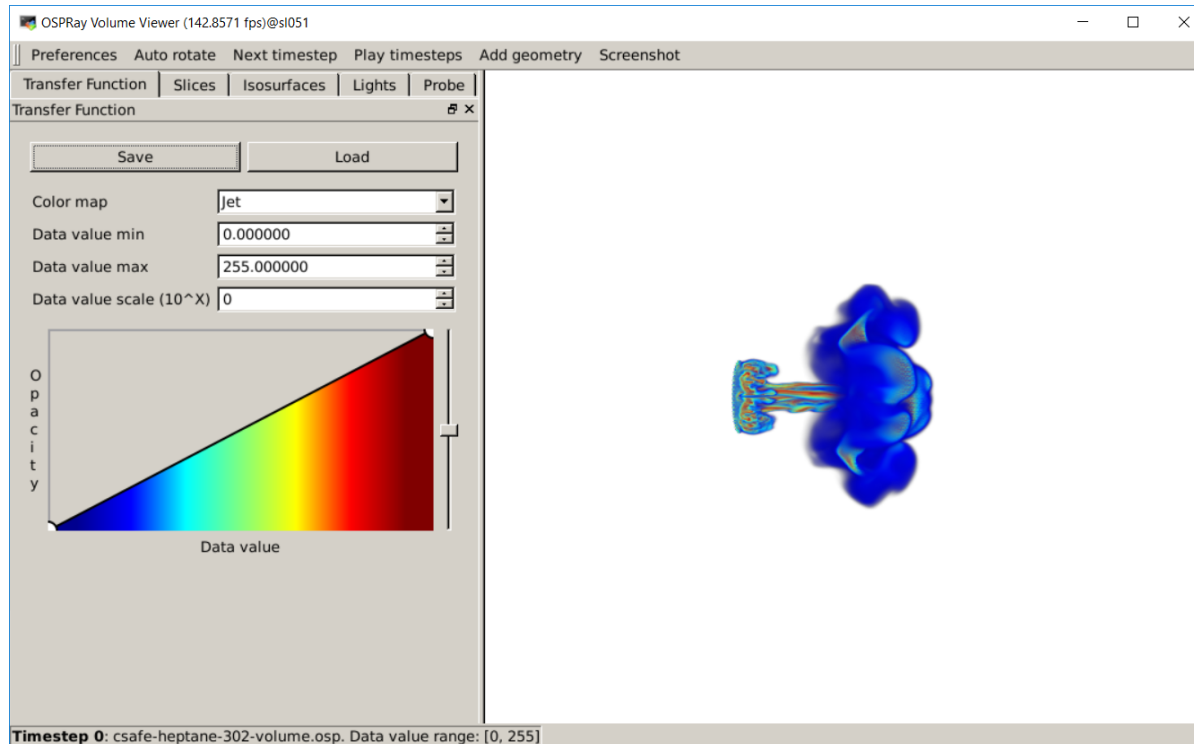 OSPRay Volume Viewer (142.8571 fps)@sl051
Preferences Auto rotate Next timestep Play timesteps Add geometry Screenshot
Transfer Function Slices Isosurfaces Lights Probe
Transfer Function
Save Load
Color map Jet
Data value min 0.000000
Data value max 255.000000
Data value scale (10^X) 0
Opacity
Data value
Timestep 0: csafe-heptane-302-volume.osp. Data value range: [0, 255]